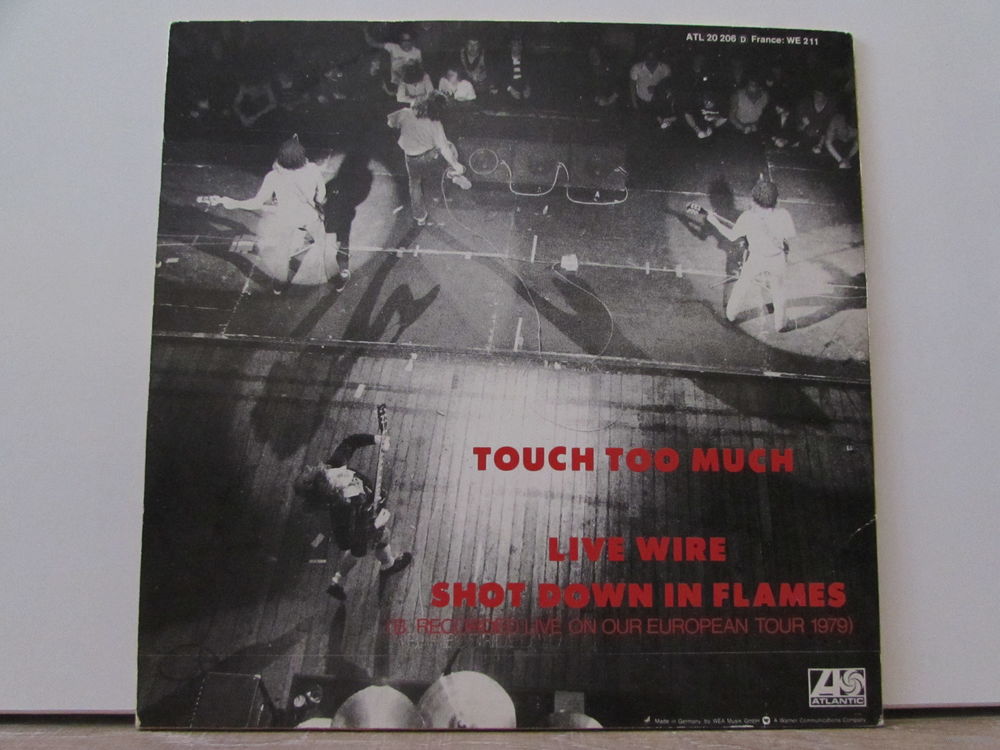 ATL 20 206 D France: WE 211
TOUCH TOO MUCH
LIVE WIRE
SHOT DOWN IN FLAMES
RECORDED LIVE ON OUR EUROPEAN TOUR 1979)
ATLANTIC
Made in Germany by WEA Musik GmbH A Warner Communications Company